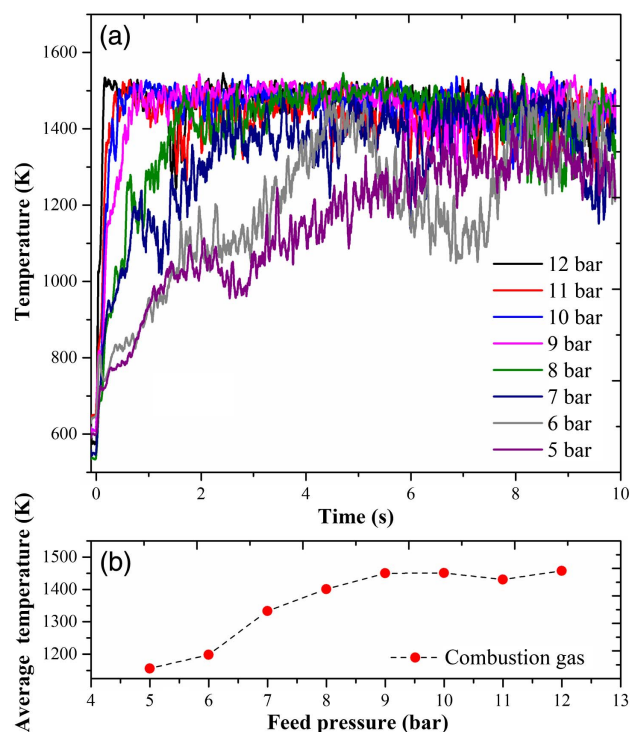 (a)
Temperature (K)
1600
1400
1200
1000
800
600
12 bar
11 bar
10 bar
9 bar
8 bar
7 bar
6 bar
5 bar
0 2 4 6 8 10
Time (s)
(b)
Average temperature (K)
1500
1400
1300
1200
Combustion gas
4 5 6 7 8 9 10 11 12 13
Feed pressure (bar)